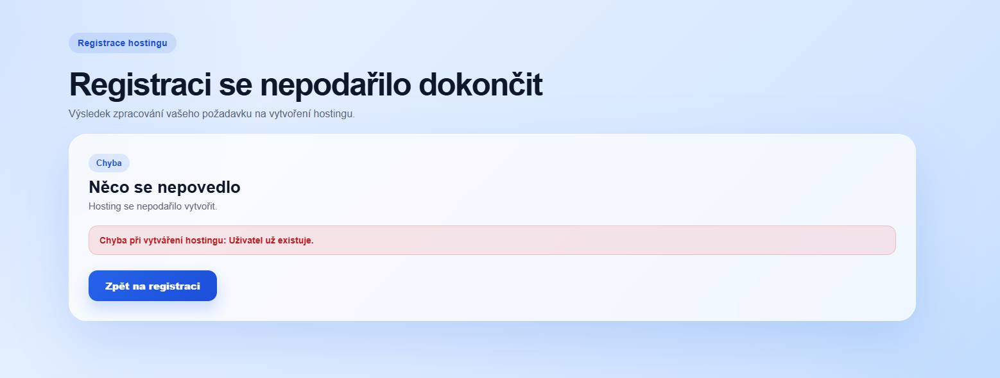 Registrace hostingu
Registraci se nepodařilo dokončit
Výsledek zpracování vašeho požadavku na vytvoření hostingu.
Chyba
Něco se nepovedlo
Hosting se nepodařilo vytvořit.
Chyba při vytváření hostingu: Uživatel už existuje.
Zpět na registraci